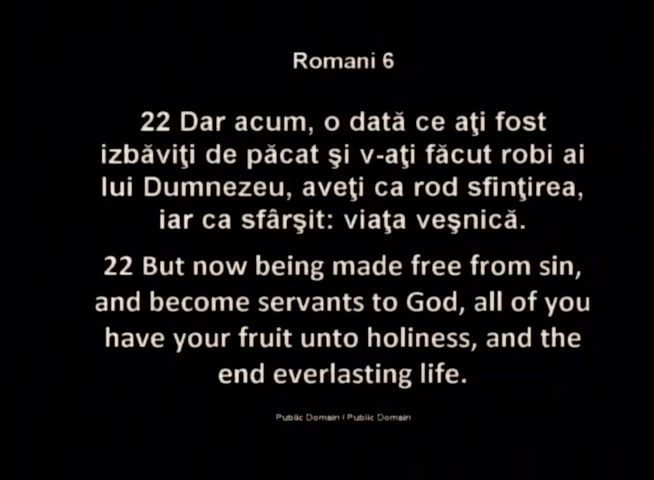 Romani 6
22 Dar acum, o dată ce aţi fost
izbăviţi de păcat şi v-aţi făcut robi ai
lui Dumnezeu, aveţi ca rod sfinţirea,
iar ca sfârşit: viaţa veşnică.
22 But now being made free from sin,
and become servants to God, all of you
have your fruit unto holiness, and the
end everlasting life.
Public Domain / Public Domain